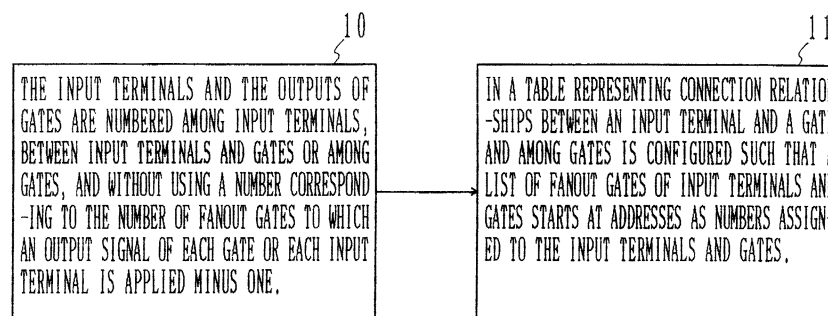 10
THE INPUT TERMINALS AND THE OUTPUTS OF
GATES ARE NUMBERED AMONG INPUT TERMINALS,
BETWEEN INPUT TERMINALS AND GATES OR AMONG
GATES, AND WITHOUT USING A NUMBER CORRESPOND
-ING TO THE NUMBER OF FANOUT GATES TO WHICH
AN OUTPUT SIGNAL OF EACH GATE OR EACH INPUT
TERMINAL IS APPLIED MINUS ONE.
11
IN A TABLE REPRESENTING CONNECTION RELATION
-SHIPS BETWEEN AN INPUT TERMINAL AND A
AND AMONG GATES IS CONFIGURED SUCH THAT
LIST OF FANOUT GATES OF INPUT TERMINALS
GATES STARTS AT ADDRESSES AS NUMBERS ASSIGN-
ED TO THE INPUT TERMINALS AND GATES.